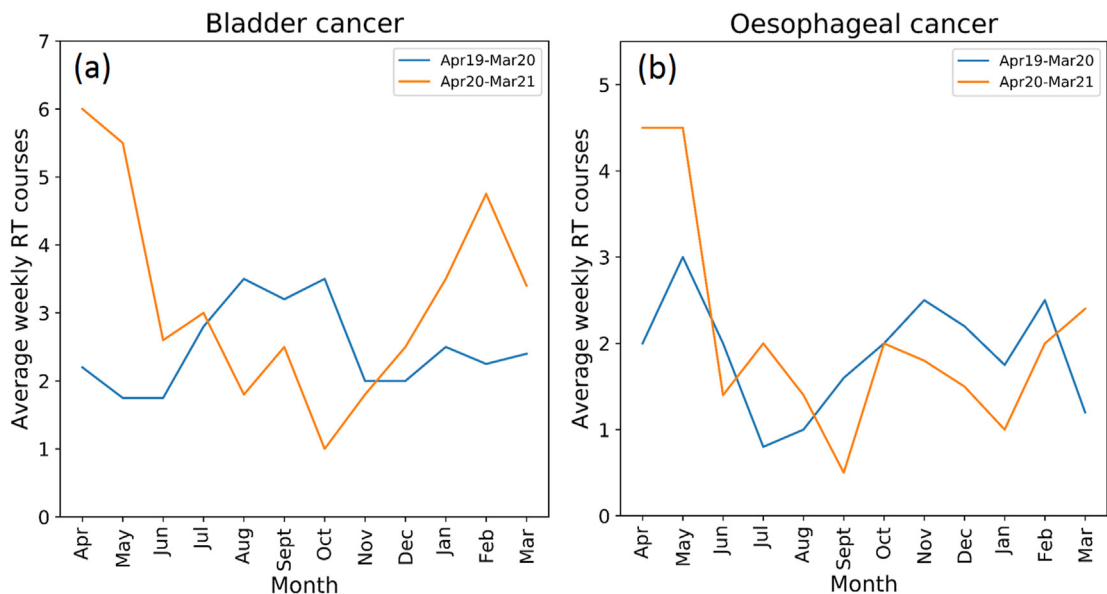 Bladder cancer
(a)
Apr19-Mar20
Apr20-Mar21
Average weekly RT courses
7
6
5
4
3
2
1
0
Apr
May
Jun
Jul
Aug
Sept
Oct
Nov
Dec
Jan
Feb
Mar
Month
Oesophageal cancer
(b)
Apr19-Mar20
Apr20-Mar21
Average weekly RT courses
5
4
3
2
1
0
Apr
May
Jun
Jul
Aug
Sept
Oct
Nov
Dec
Jan
Feb
Mar
Month